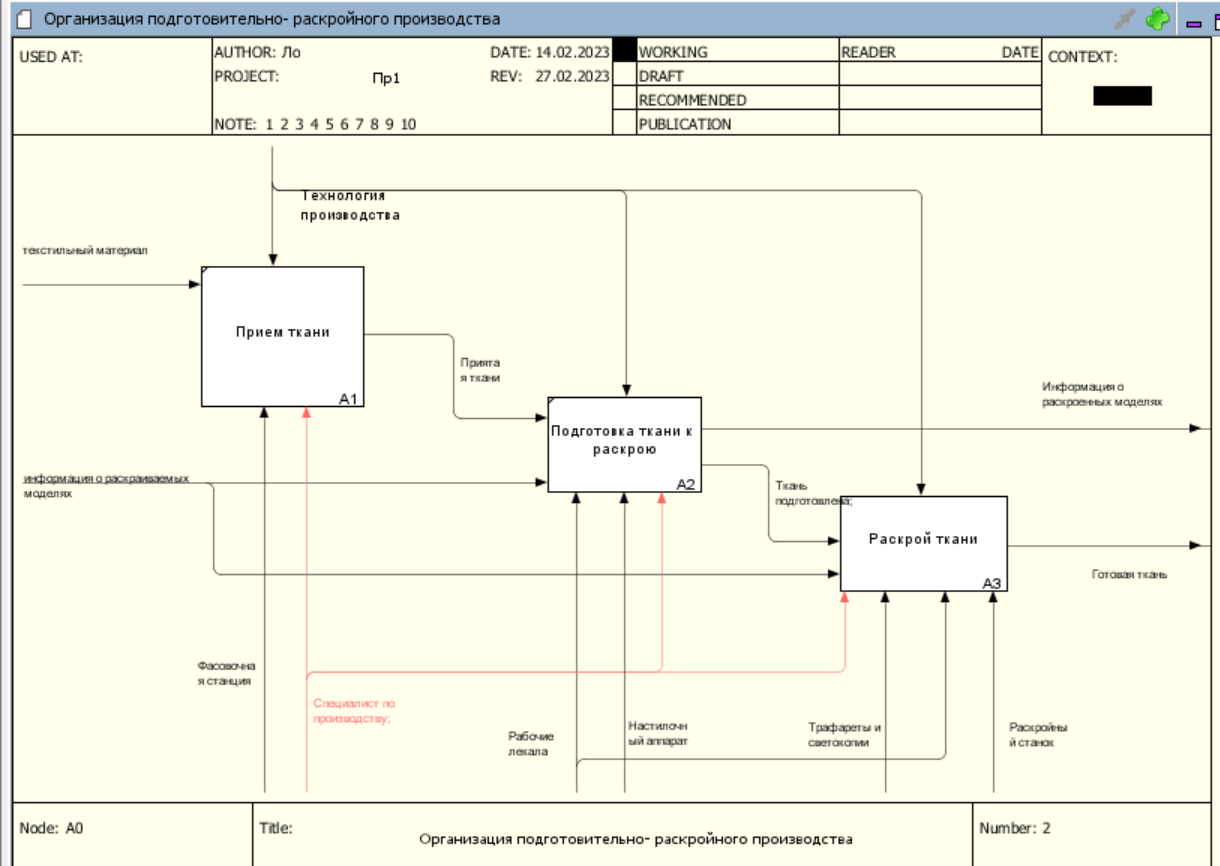 Организация подготовительно- раскройного производства
USED AT:
AUTHOR: Ло
DATE: 14.02.2023
WORKING
READER
DATE
CONTEXT:
PROJECT:
Пр1
REV: 27.02.2023
DRAFT
RECOMMENDED
NOTE: 1 2 3 4 5 6 7 8 9 10
PUBLICATION
Технология
производства
текстильный материал
Прием ткани
A1
Прията
я ткани
Информация о
раскроенных моделях
Подготовка ткани к
раскрою
A2
информация о раскраиваемых
моделях
Ткань
подготовлена;
Раскрой ткани
A3
Готовая ткань
Фасовочна
я станция
Специалист по
производству;
Рабочие
лекала
Настилочн
ый аппарат
Трафареты и
светокопии
Раскройны
й станок
Node: A0
Title:
Организация подготовительно- раскройного производства
Number: 2